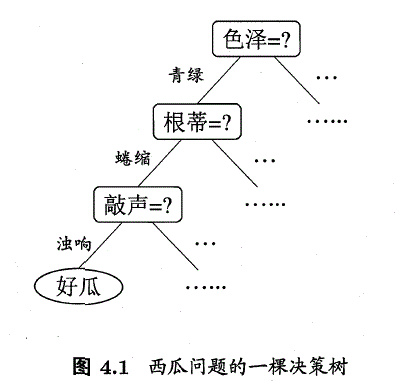 色泽=?
青绿
…
根蒂=?
……
蜷缩
…
敲声=?
……
浊响
…
好瓜
……
图 4.1 西瓜问题的一棵决策树